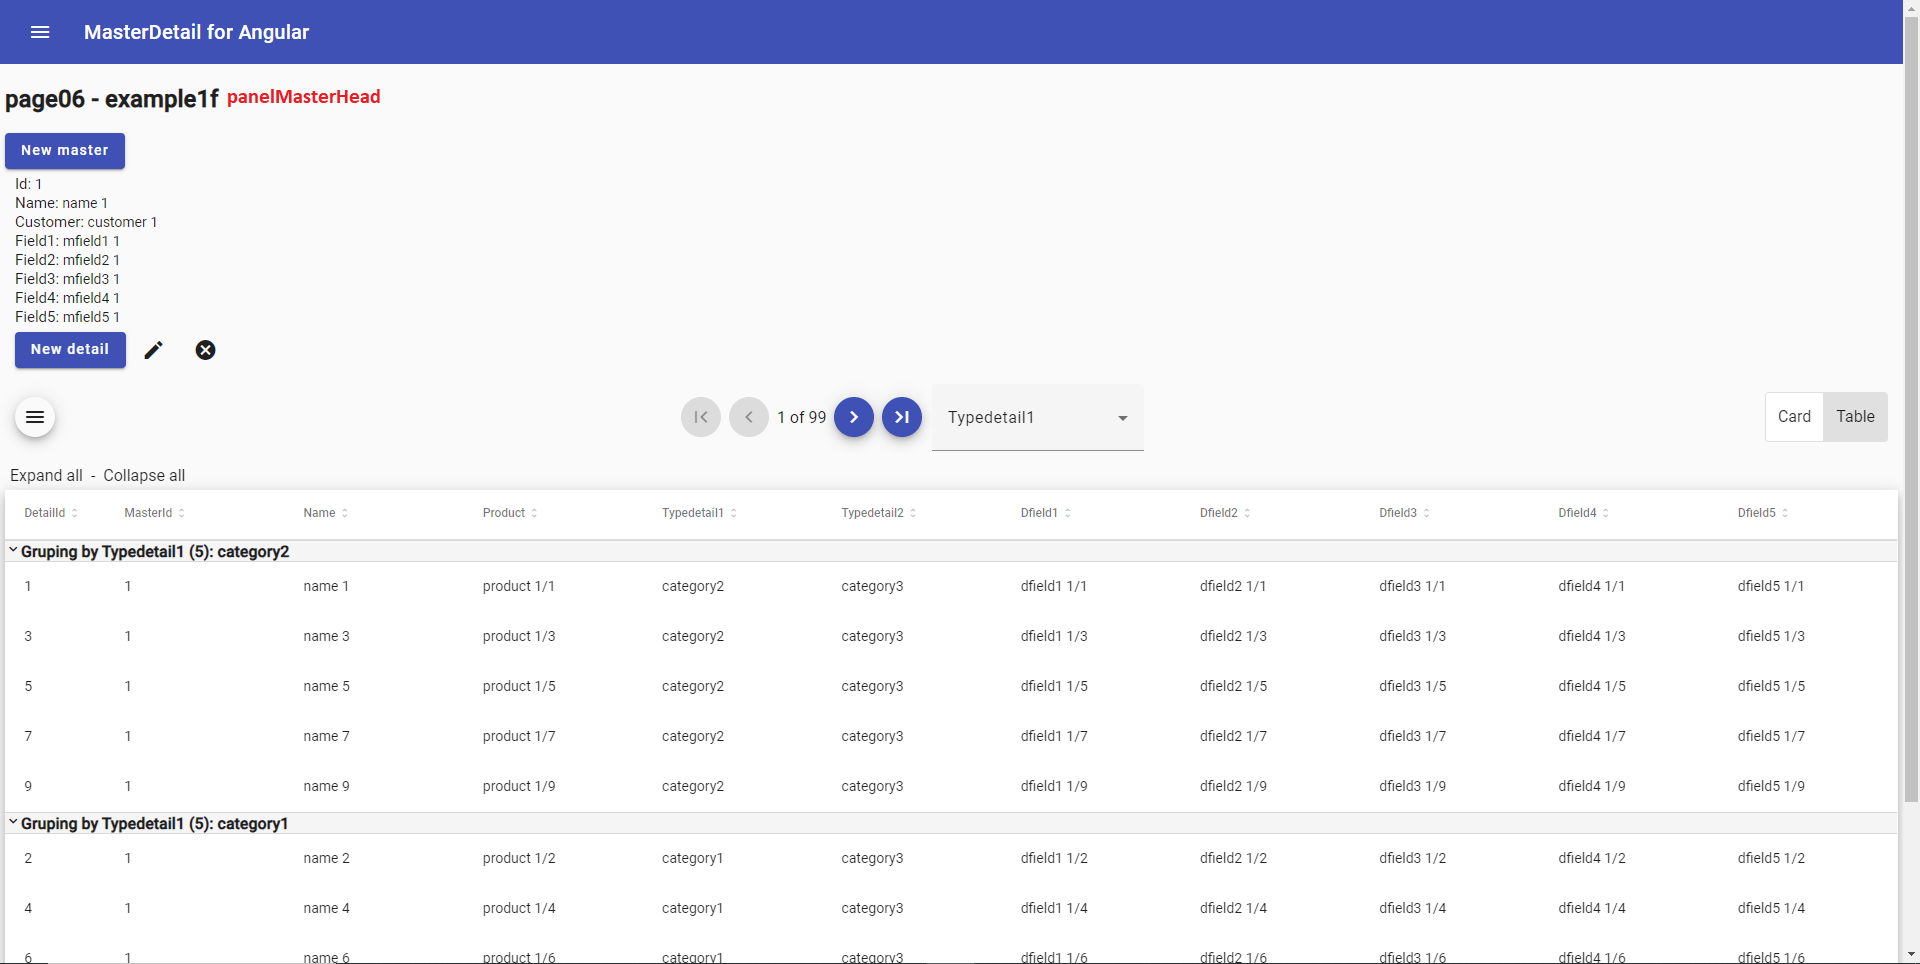 MasterDetail for Angular
page06 - example1f panelMasterHead
New master
Id: 1
Name: name 1
Customer: customer 1
Field1: mfield1 1
Field2: mfield2 1
Field3: mfield3 1
Field4: mfield4 1
Field5: mfield5 1
New detail
1 of 99 Typedetail1 Card Table
Expand all - Collapse all
DetailId MasterId Name Product Typedetail1 Typedetail2 Dfield1 Dfield2 Dfield3 Dfield4 Dfield5
Gruping by Typedetail1 (5): category2
1 1 name 1 product 1/1 category2 category3 dfield1 1/1 dfield2 1/1 dfield3 1/1 dfield4 1/1 dfield5 1/1
3 1 name 3 product 1/3 category2 category3 dfield1 1/3 dfield2 1/3 dfield3 1/3 dfield4 1/3 dfield5 1/3
5 1 name 5 product 1/5 category2 category3 dfield1 1/5 dfield2 1/5 dfield3 1/5 dfield4 1/5 dfield5 1/5
7 1 name 7 product 1/7 category2 category3 dfield1 1/7 dfield2 1/7 dfield3 1/7 dfield4 1/7 dfield5 1/7
9 1 name 9 product 1/9 category2 category3 dfield1 1/9 dfield2 1/9 dfield3 1/9 dfield4 1/9 dfield5 1/9
Gruping by Typedetail1 (5): category1
2 1 name 2 product 1/2 category1 category3 dfield1 1/2 dfield2 1/2 dfield3 1/2 dfield4 1/2 dfield5 1/2
4 1 name 4 product 1/4 category1 category3 dfield1 1/4 dfield2 1/4 dfield3 1/4 dfield4 1/4 dfield5 1/4
6 1 name 6 product 1/6 category1 category3 dfield1 1/6 dfield2 1/6 dfield3 1/6 dfield4 1/6 dfield5 1/6